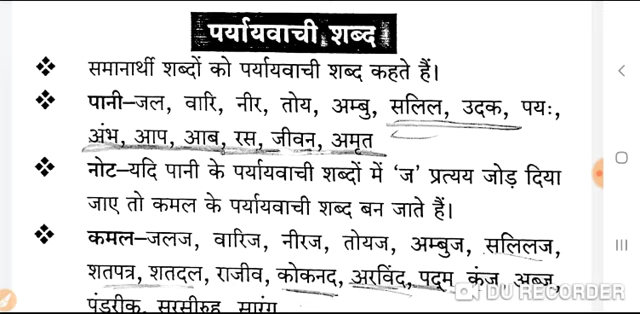 पर्यायवाची शब्द
❖ समानार्थी शब्दों को पर्यायवाची शब्द कहते हैं।
❖ पानी–जल, वारि, नीर, तोय, अम्बु, सलिल, उदक, पयः,
अंभ, आप, आब, रस, जीवन, अमृत
❖ नोट–यदि पानी के पर्यायवाची शब्दों में ‘ज’ प्रत्यय जोड़ दिया
जाए तो कमल के पर्यायवाची शब्द बन जाते हैं।
❖ कमल–जलज, वारिज, नीरज, तोयज, अम्बुज, सलिलज,
शतपत्र, शतदल, राजीव, कोकनद, अरविंद, पद्म, कंज, अब्ज,
पुंडरीक, सरसीरुह, सारंग
DU RECORDER